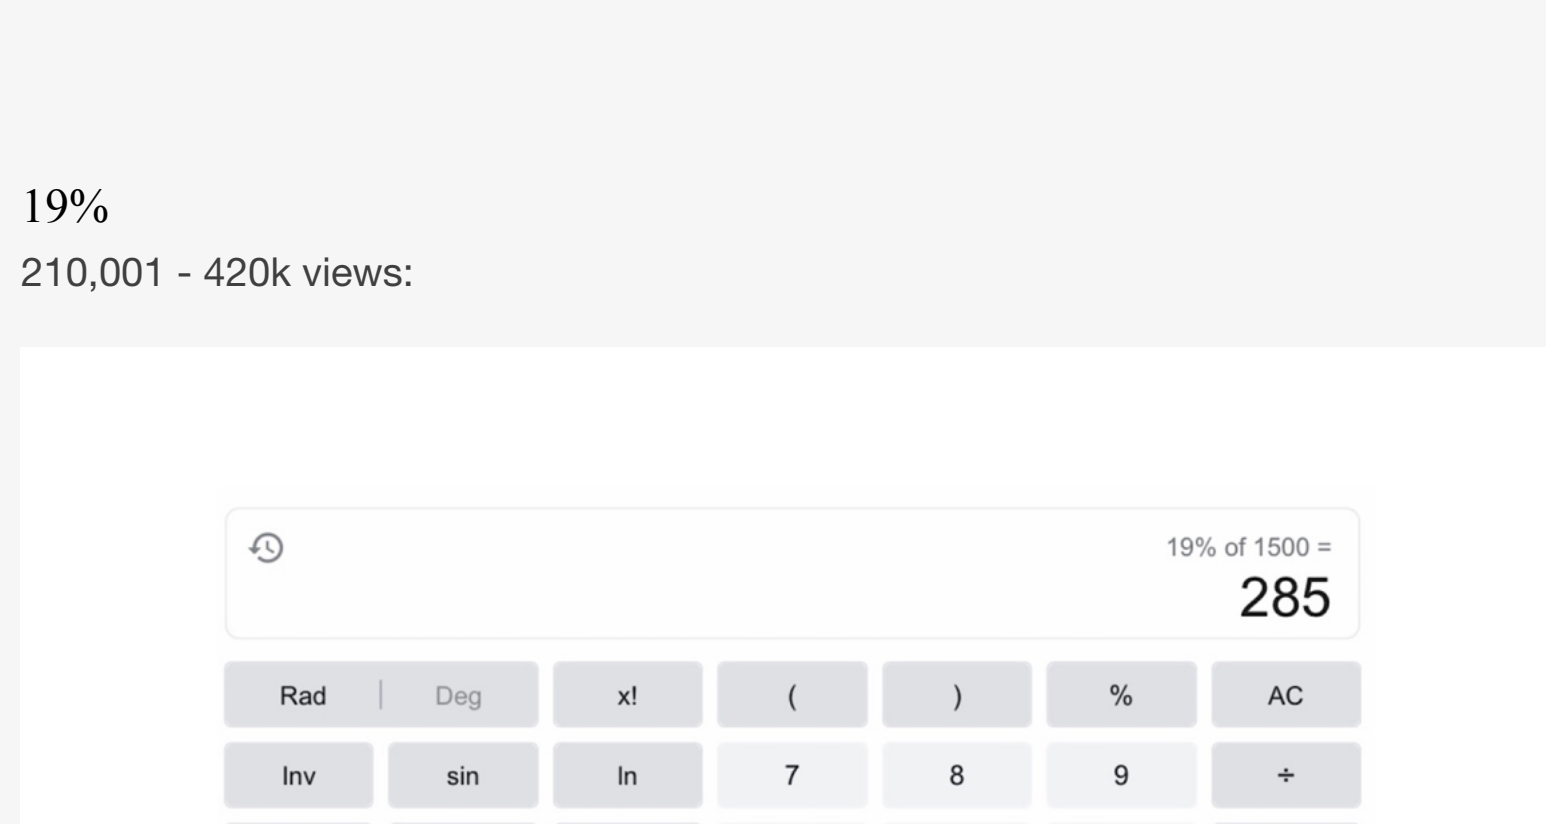 19%
210,001 - 420k views:
19% of 1500 =
285
Rad | Deg x! ( ) % AC
Inv sin ln 7 8 9 ÷